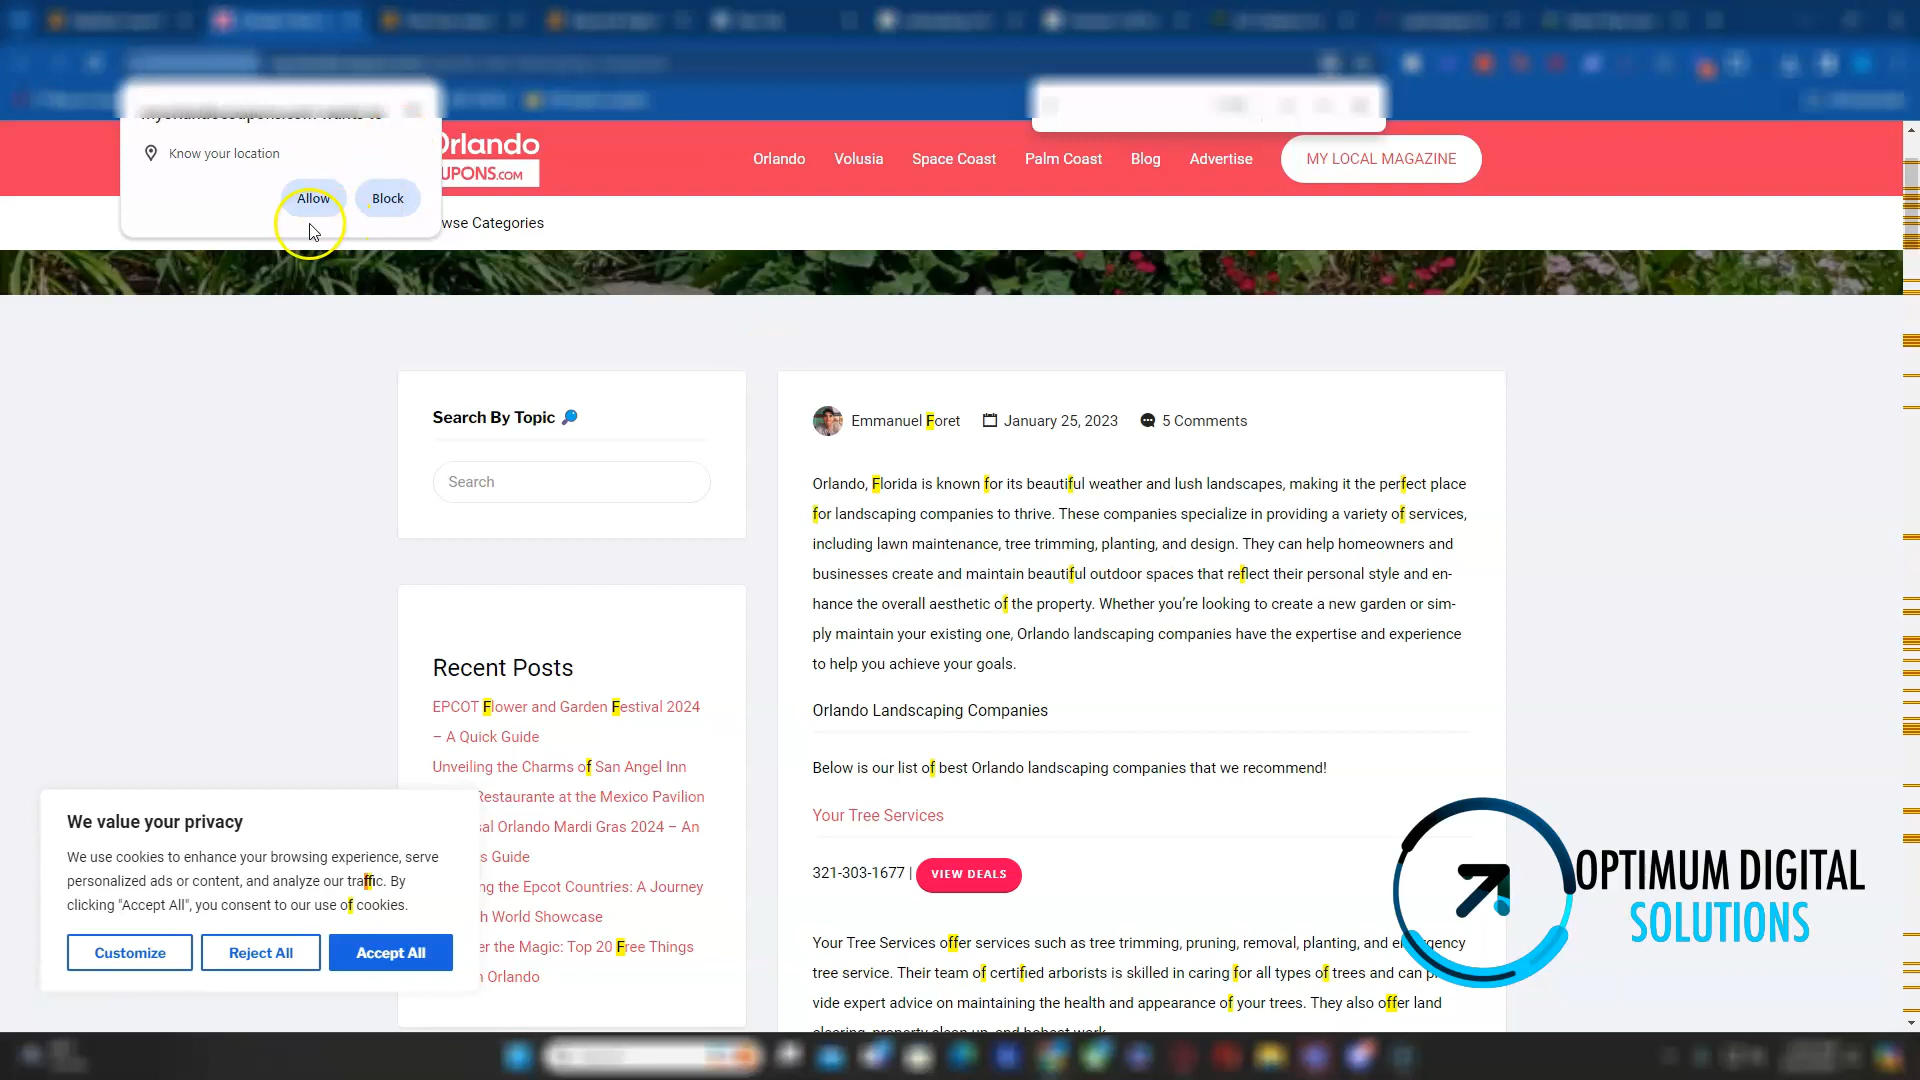 myorlandocoupons.com wants to
Know your location
Allow
Block
Orlando
UPONS.COM
Orlando
Volusia
Space Coast
Palm Coast
Blog
Advertise
MY LOCAL MAGAZINE
wse Categories
Search By Topic
Search
Recent Posts
EPCOT Flower and Garden Festival 2024
– A Quick Guide
Unveiling the Charms of San Angel Inn
Restaurante at the Mexico Pavilion
sal Orlando Mardi Gras 2024 – An
s Guide
ng the Epcot Countries: A Journey
h World Showcase
er the Magic: Top 20 Free Things
n Orlando
Emmanuel Foret
January 25, 2023
5 Comments
Orlando, Florida is known for its beautiful weather and lush landscapes, making it the perfect place
for landscaping companies to thrive. These companies specialize in providing a variety of services,
including lawn maintenance, tree trimming, planting, and design. They can help homeowners and
businesses create and maintain beautiful outdoor spaces that reflect their personal style and en-
hance the overall aesthetic of the property. Whether you’re looking to create a new garden or sim-
ply maintain your existing one, Orlando landscaping companies have the expertise and experience
to help you achieve your goals.
Orlando Landscaping Companies
Below is our list of best Orlando landscaping companies that we recommend!
Your Tree Services
321-303-1677 | VIEW DEALS
Your Tree Services offer services such as tree trimming, pruning, removal, planting, and emergency
tree service. Their team of certified arborists is skilled in caring for all types of trees and can p
vide expert advice on maintaining the health and appearance of your trees. They also offer land
clearing, property clean up, and bobcat work.
We value your privacy
We use cookies to enhance your browsing experience, serve
personalized ads or content, and analyze our traffic. By
clicking "Accept All", you consent to our use of cookies.
Customize
Reject All
Accept All
OPTIMUM DIGITAL
SOLUTIONS